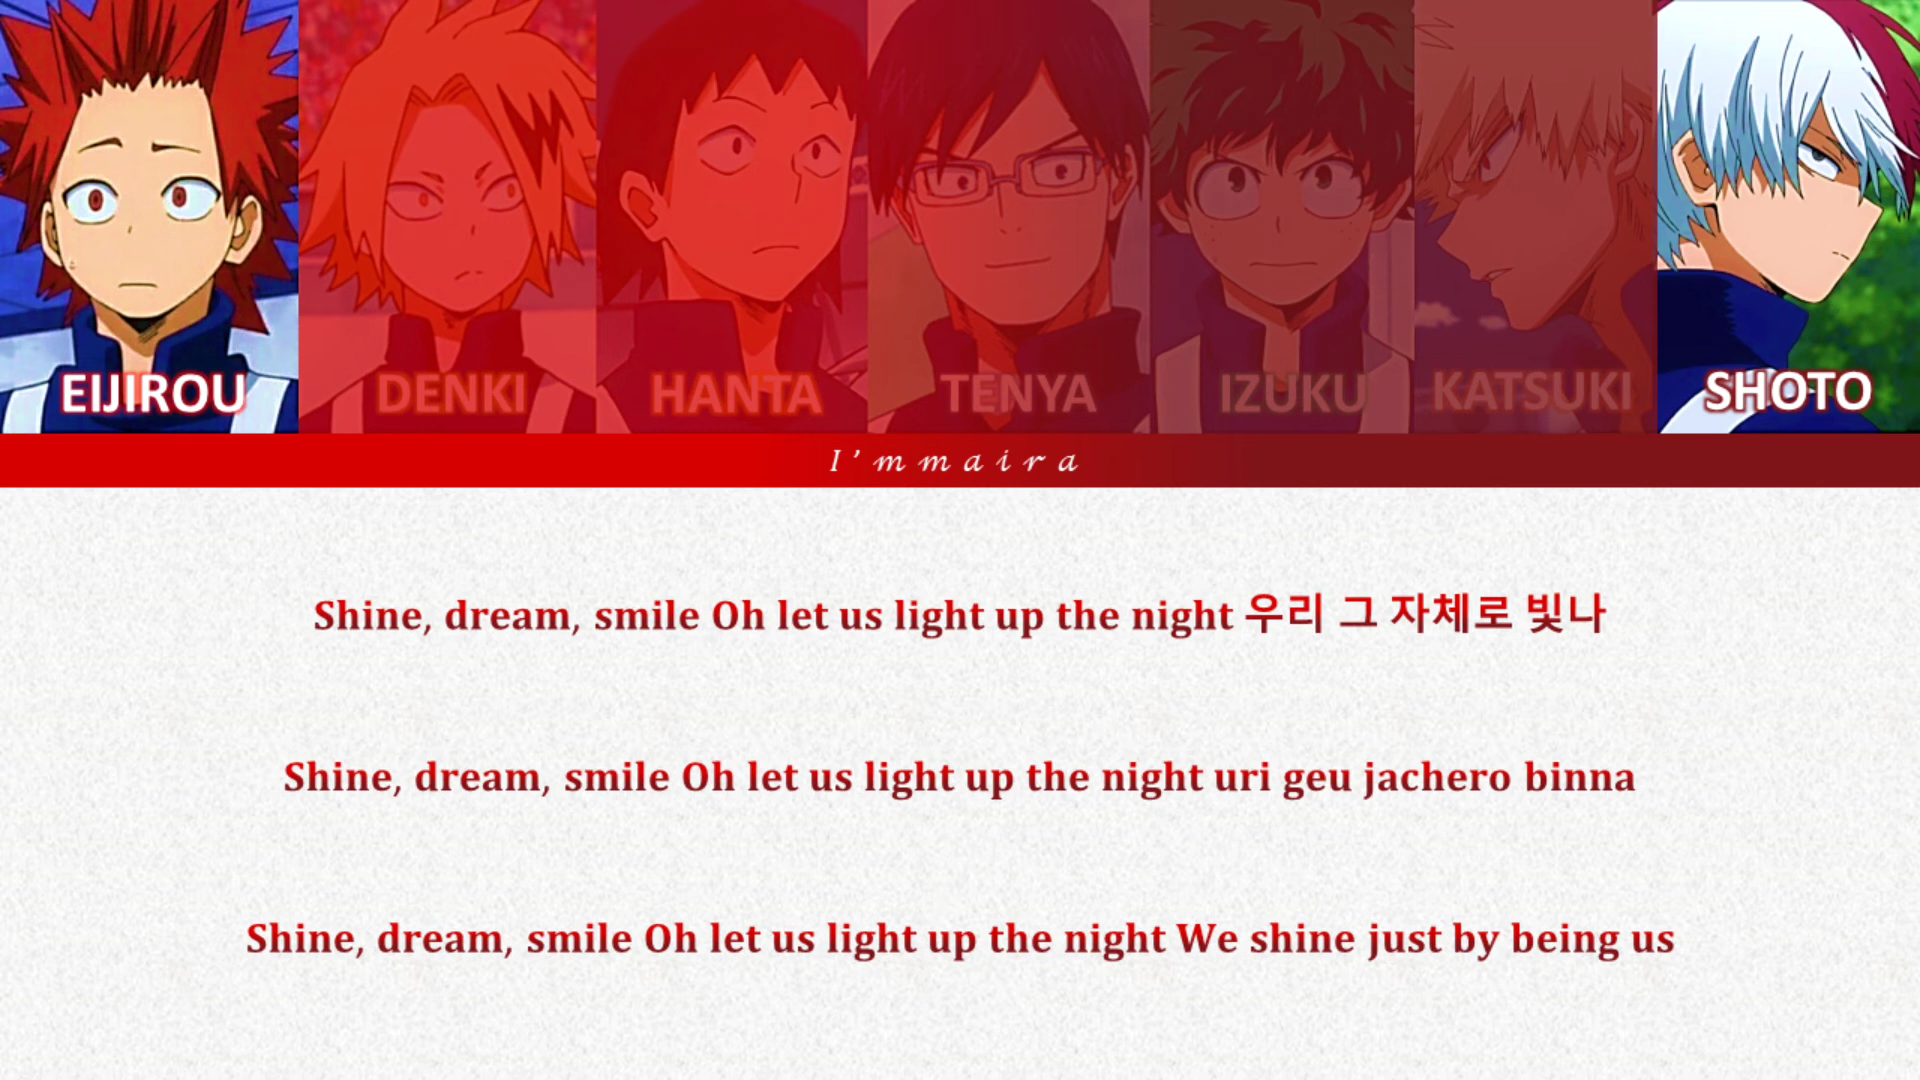 EIJIROU DENKI HANTA TENYA IZUKU KATSUKI SHOTO
I'mmaira
Shine, dream, smile Oh let us light up the night 우리 그 자체로 빛나
Shine, dream, smile Oh let us light up the night uri geu jachero binna
Shine, dream, smile Oh let us light up the night We shine just by being us